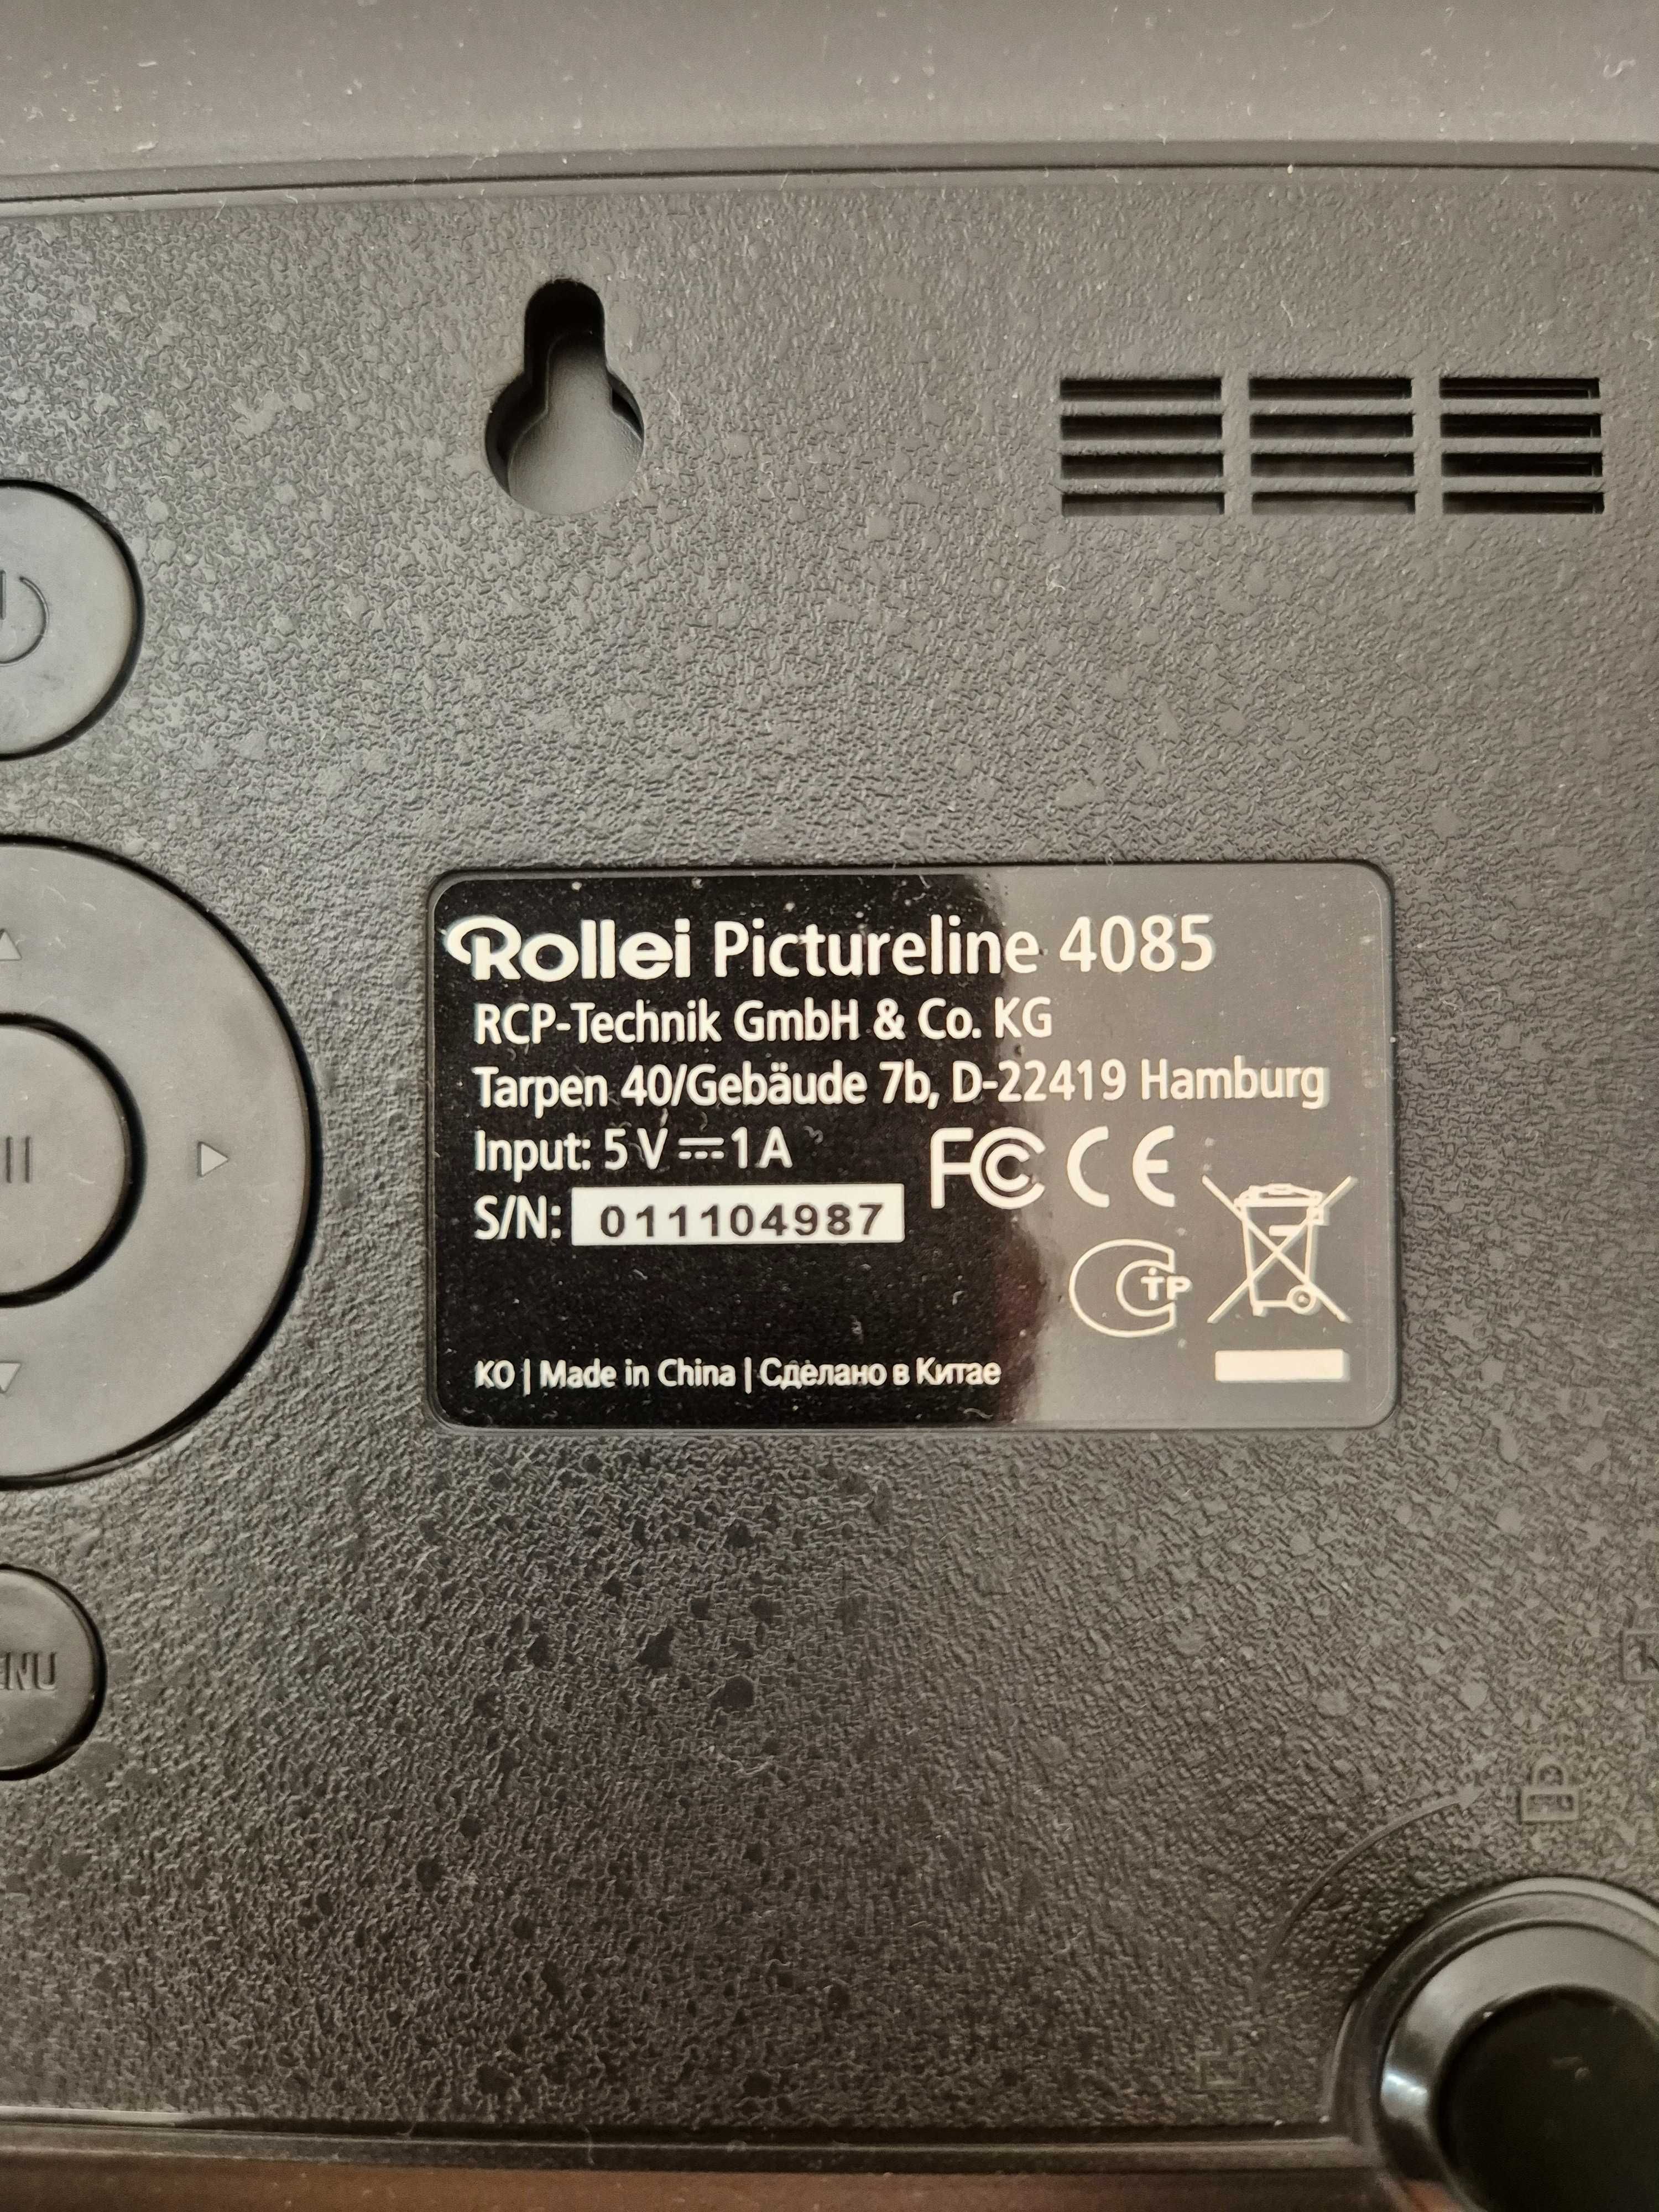 Rollei Pictureline 4085
RCP-Technik GmbH & Co. KG
Tarpen 40/Gebäude 7b, D-22419 Hamburg
Input: 5 V ⎓ 1 A
FC CE
S/N: 011104987
KO | Made in China | Сделано в Китае
ENU